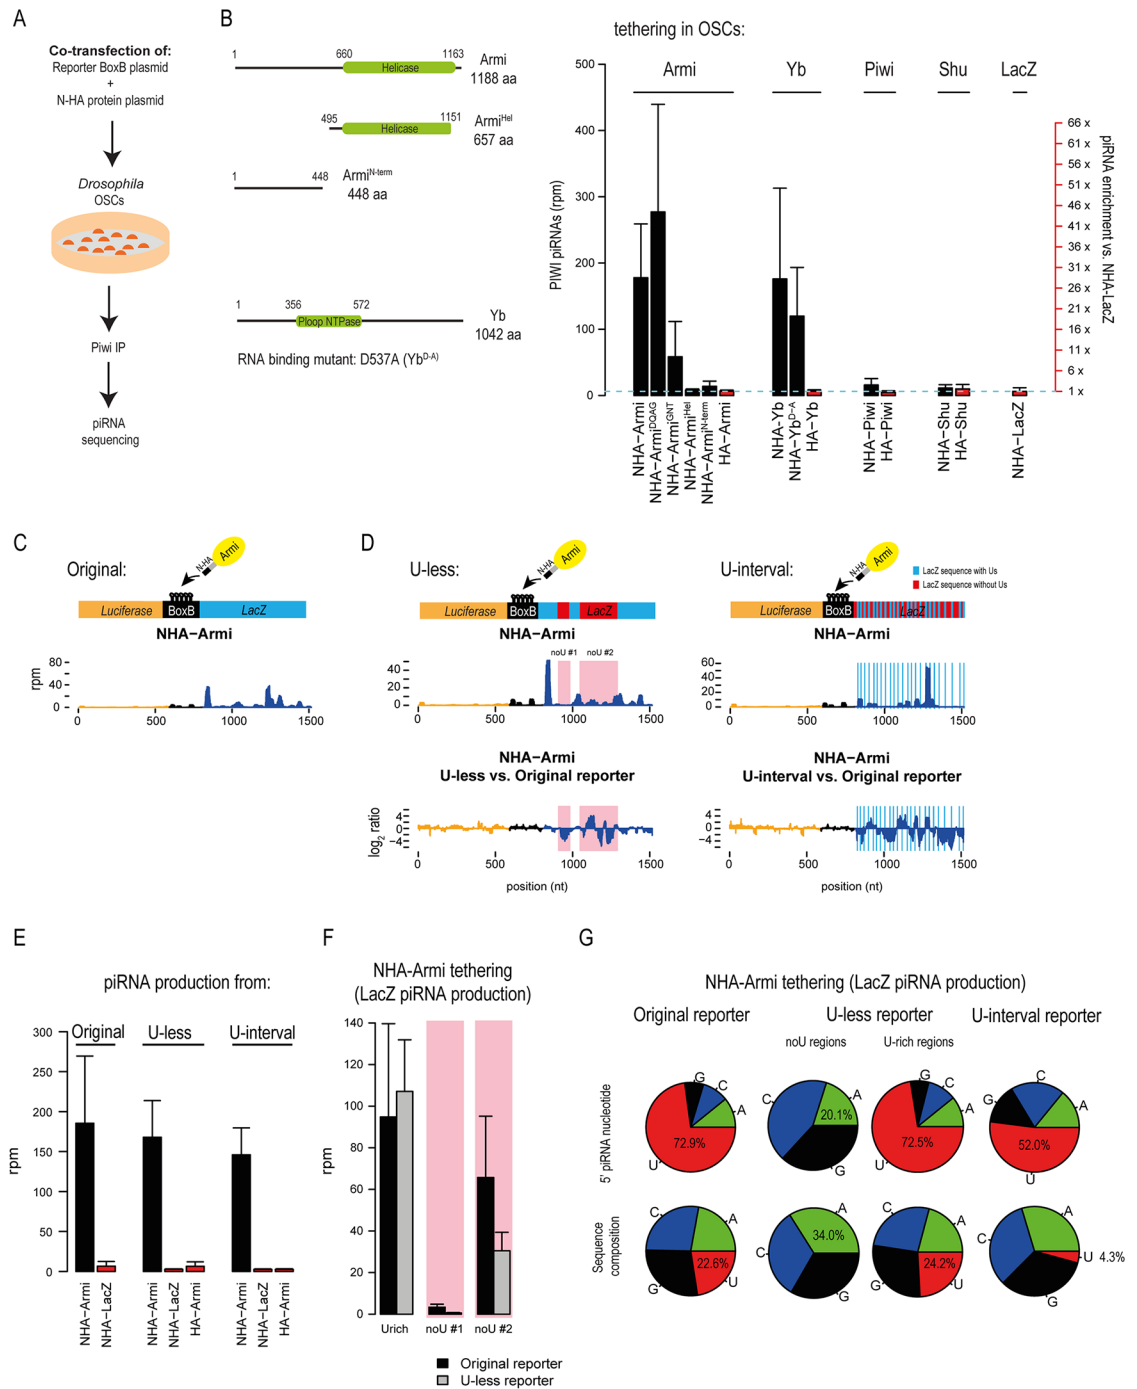 A
Co-transfection of:
Reporter BoxB plasmid
+
N-HA protein plasmid
Drosophila
OSCs
Piwi IP
piRNA
sequencing
B
1
660
1163
Helicase
Armi
1188 aa
495
1151
Helicase
ArmiHel
657 aa
1
448
ArmiN-term
448 aa
1
356
572
Ploop NTPase
Yb
1042 aa
RNA binding mutant: D537A (YbD-A)
tethering in OSCs:
Armi
Yb
Piwi
Shu
LacZ
PIWI piRNAs (rpm)
500
400
300
200
100
0
66 x
61 x
56 x
51 x
46 x
41 x
36 x
31 x
26 x
21 x
16 x
11 x
6 x
1 x
piRNA enrichment vs. NHA-LacZ
NHA−Armi
NHA−ArmiDQAG
NHA−ArmiGNT
NHA−ArmiHel
NHA−ArmiN−term
HA−Armi
NHA-Yb
NHA−YbD−A
HA−Yb
NHA−Piwi
HA−Piwi
NHA−Shu
HA−Shu
NHA−LacZ
C
Original:
N-HA
Armi
Luciferase
BoxB
LacZ
NHA−Armi
rpm
80
40
0
0
500
1000
1500
D
U-less:
N-HA
Armi
Luciferase
BoxB
LacZ
NHA−Armi
noU #1
noU #2
40
20
0
0
500
1000
1500
NHA−Armi
U-less vs. Original reporter
log2 ratio
4
0
−4
0
500
1000
1500
position (nt)
U-interval:
N-HA
Armi
LacZ sequence with Us
LacZ sequence without Us
Luciferase
BoxB
LacZ
NHA−Armi
60
40
20
0
0
500
1000
1500
NHA−Armi
U-interval vs. Original reporter
4
0
−4
0
500
1000
1500
position (nt)
E
piRNA production from:
Original
U-less
U-interval
rpm
300
250
200
150
100
50
0
NHA−Armi
NHA−LacZ
NHA−Armi
NHA−LacZ
HA−Armi
NHA−Armi
NHA−LacZ
HA−Armi
F
NHA-Armi tethering
(LacZ piRNA production)
rpm
140
120
100
80
60
40
20
0
Urich
noU #1
noU #2
Original reporter
U-less reporter
G
NHA-Armi tethering (LacZ piRNA production)
Original reporter
U-less reporter
U-interval reporter
noU regions
U-rich regions
5' piRNA nucleotide
G
C
A
72.9%
U
C
A
20.1%
G
G
C
A
72.5%
U
C
G
A
52.0%
U
Sequence
composition
C
A
22.6%
G
U
A
34.0%
C
G
C
A
24.2%
G
U
A
C
U
4.3%
G